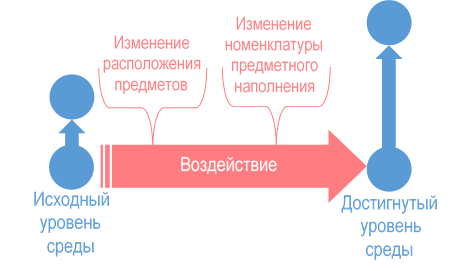 Изменение
расположения
предметов
Изменение
номенклатуры
предметного
наполнения
Воздействие
Исходный
уровень
среды
Достигнутый
уровень
среды